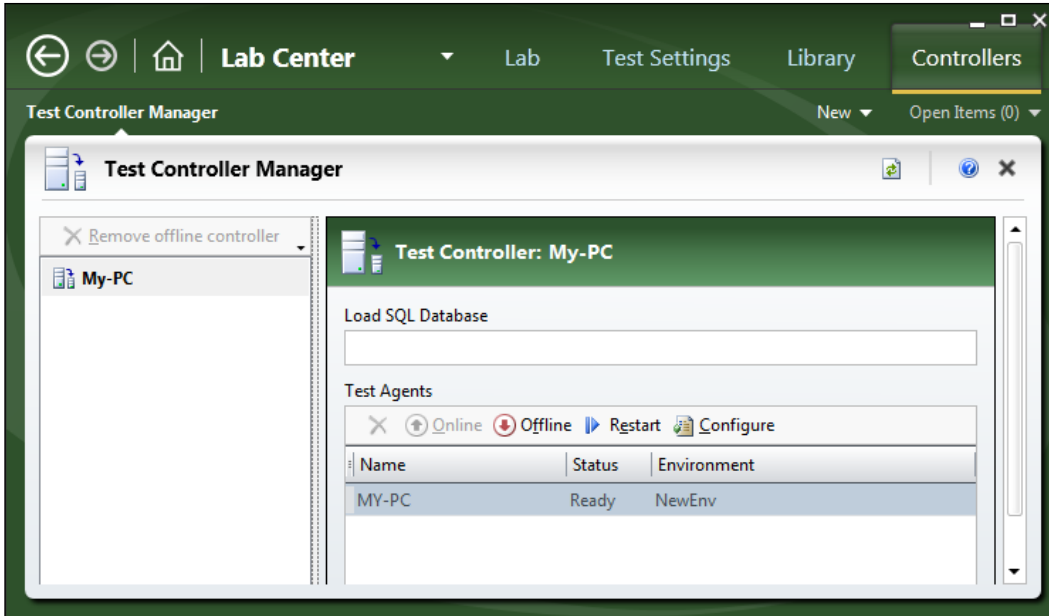 Lab Center Lab Test Settings Library Controllers
Test Controller Manager New Open Items (0)
Test Controller Manager
Remove offline controller
My-PC
Test Controller: My-PC
Load SQL Database
Test Agents
Online Offline Restart Configure
Name Status Environment
MY-PC Ready NewEnv